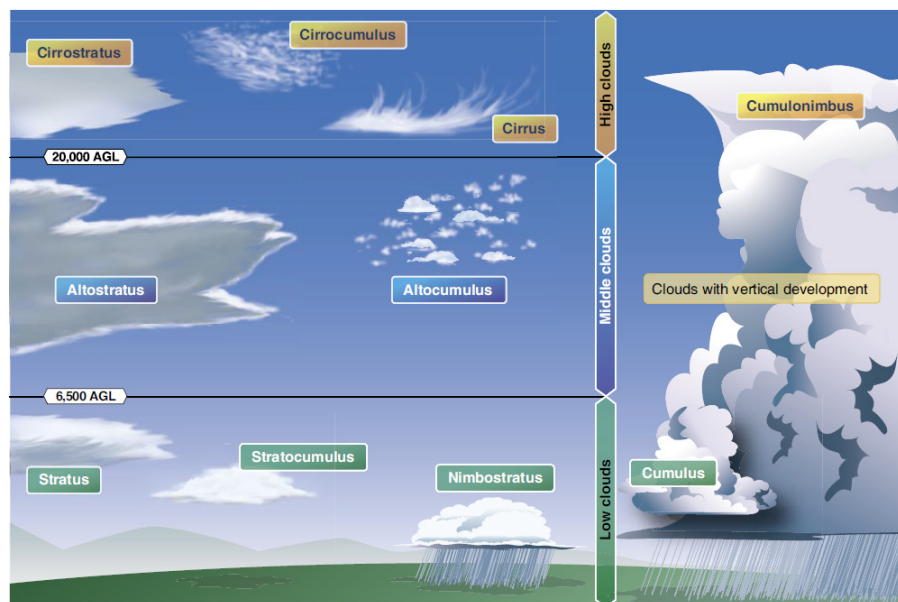 Cirrostratus
Cirrocumulus
Cirrus
High clouds
Cumulonimbus
20,000 AGL
Altostratus
Altocumulus
Middle clouds
Clouds with vertical development
6,500 AGL
Stratus
Stratocumulus
Nimbostratus
Low clouds
Cumulus